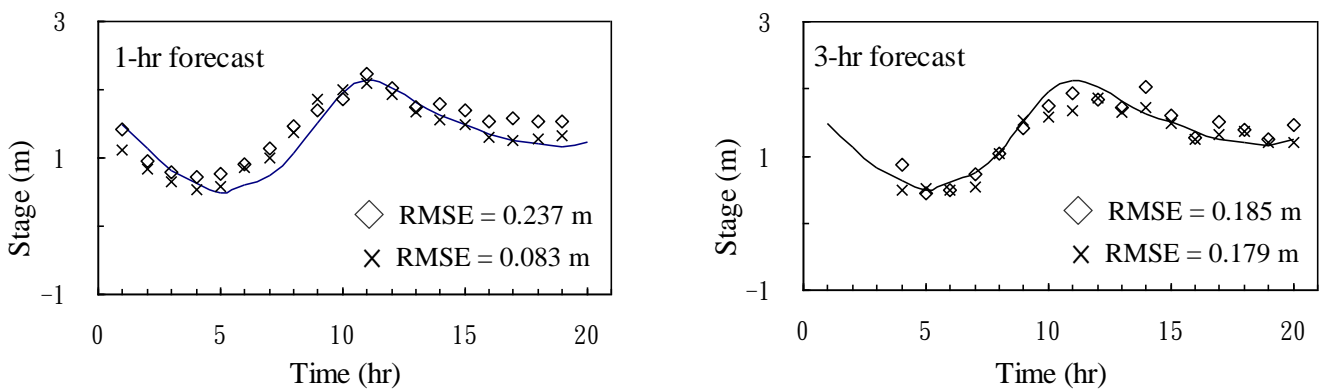 3
1-hr forecast
1
Stage (m)
◇ RMSE = 0.237 m
× RMSE = 0.083 m
−1
0 5 10 15 20
Time (hr)
3
3-hr forecast
1
Stage (m)
◇ RMSE = 0.185 m
× RMSE = 0.179 m
−1
0 5 10 15 20
Time (hr)